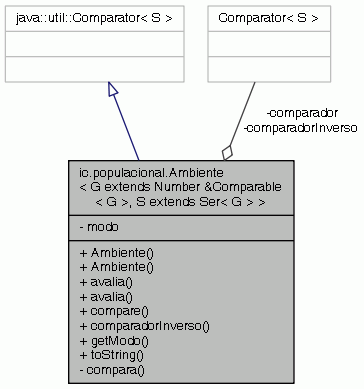 java::util::Comparator< S >
Comparator< S >
-comparador
-comparadorInverso
ic.populacional.Ambiente
< G extends Number &Comparable
< G >, S extends Ser< G > >
- modo
+ Ambiente()
+ Ambiente()
+ avalia()
+ avalia()
+ compare()
+ comparadorInverso()
+ getModo()
+ toString()
- compara()